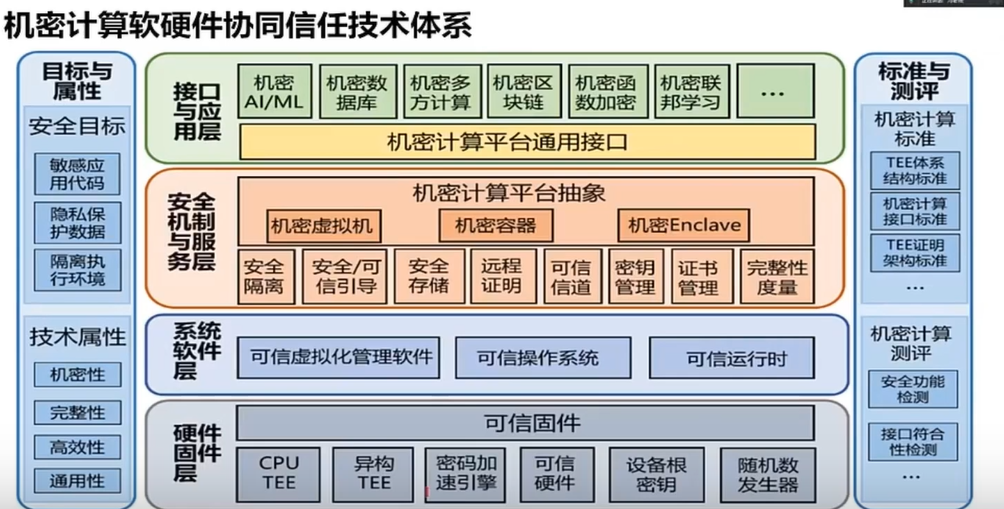 机密计算软硬件协同信任技术体系
目标与
属性
安全目标
敏感应
用代码
隐私保
护数据
隔离执
行环境
技术属性
机密性
完整性
高效性
通用性
接口
与应
用层
机密
AI/ML
机密数
据库
机密多
方计算
机密区
块链
机密函
数加密
机密联
邦学习
...
机密计算平台通用接口
安全
机制
与服
务层
机密计算平台抽象
机密虚拟机
机密容器
机密Enclave
安全
隔离
安全/可
信引导
安全
存储
远程
证明
可信
信道
密钥
管理
证书
管理
完整性
度量
系统
软件
层
可信虚拟化管理软件
可信操作系统
可信运行时
硬件
固件
层
可信固件
CPU
TEE
异构
TEE
密码加
速引擎
可信
硬件
设备根
密钥
随机数
发生器
标准与
测评
机密计算
标准
TEE体系
结构标准
机密计算
接口标准
TEE证明
架构标准
...
机密计算
测评
安全功能
检测
接口符合
性检测
...